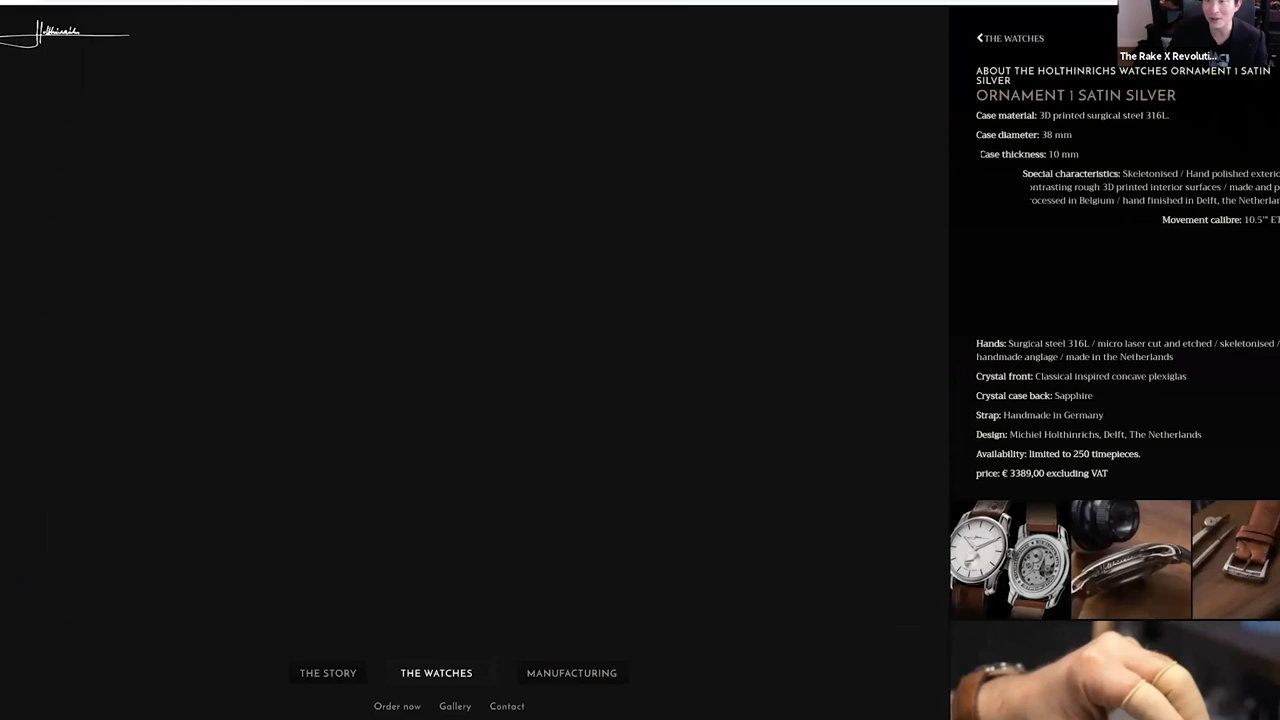 Holthinrichs
THE WATCHES
The Rake X Revoluti...
ABOUT THE HOLTHINRICHS WATCHES ORNAMENT 1 SATIN
SILVER
ORNAMENT 1 SATIN SILVER
Case material: 3D printed surgical steel 316L.
Case diameter: 38 mm
Case thickness: 10 mm
Special characteristics: Skeletonised / Hand polished exterio
ontrasting rough 3D printed interior surfaces / made and p
rocessed in Belgium / hand finished in Delft, the Netherlan
Movement calibre: 10.5''' ET
Hands: Surgical steel 316L / micro laser cut and etched / skeletonised /
handmade anglage / made in the Netherlands
Crystal front: Classical inspired concave plexiglas
Crystal case back: Sapphire
Strap: Handmade in Germany
Design: Michiel Holthinrichs, Delft, The Netherlands
Availability: limited to 250 timepieces.
price: € 3389,00 excluding VAT
THE STORY
THE WATCHES
MANUFACTURING
Order now
Gallery
Contact